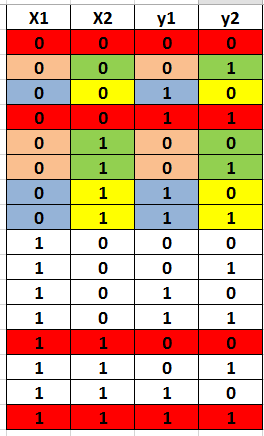 X1 X2 y1 y2
0 0 0 0
0 0 0 1
0 0 1 0
0 0 1 1
0 1 0 0
0 1 0 1
0 1 1 0
0 1 1 1
1 0 0 0
1 0 0 1
1 0 1 0
1 0 1 1
1 1 0 0
1 1 0 1
1 1 1 0
1 1 1 1